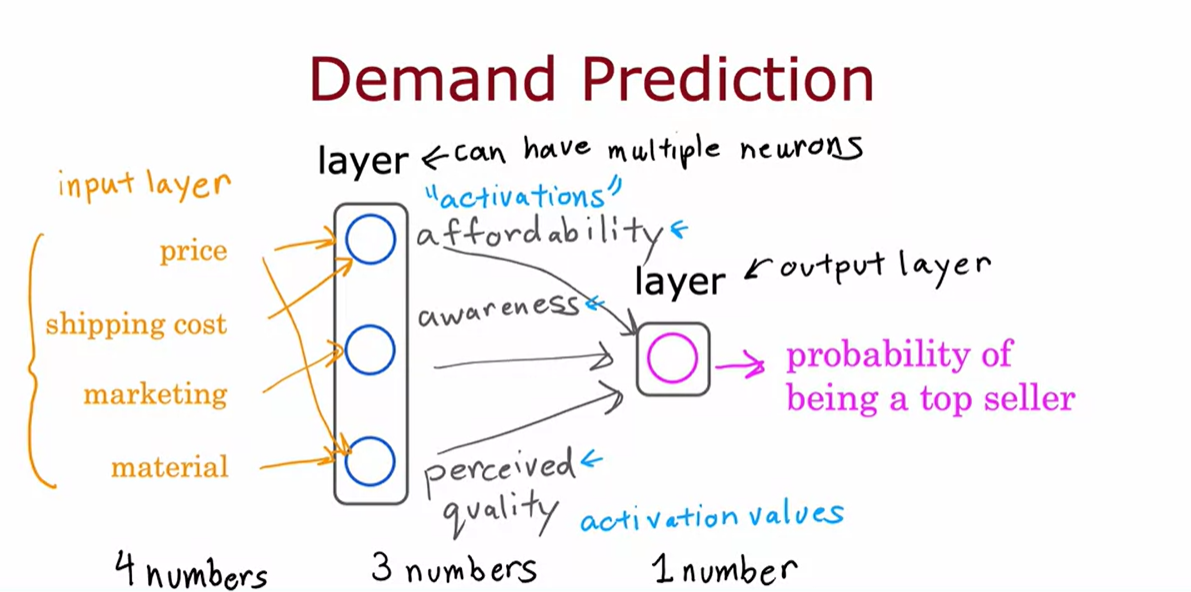 Demand Prediction
layer ← can have multiple neurons
input layer
"activations"
price
affordability ←
layer ↙ output layer
shipping cost
awareness ←
probability of
being a top seller
marketing
material
perceived ←
quality
activation values
4 numbers
3 numbers
1 number